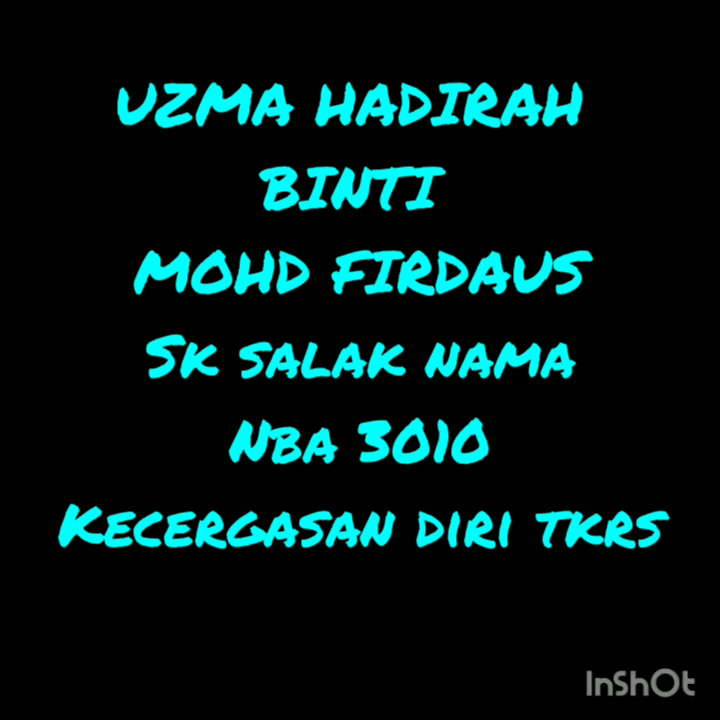 UZMA HADIRAH
BINTI
MOHD FIRDAUS
SK SALAK NAMA
NBA 3010
KECERGASAN DIRI TKRS
InShOt